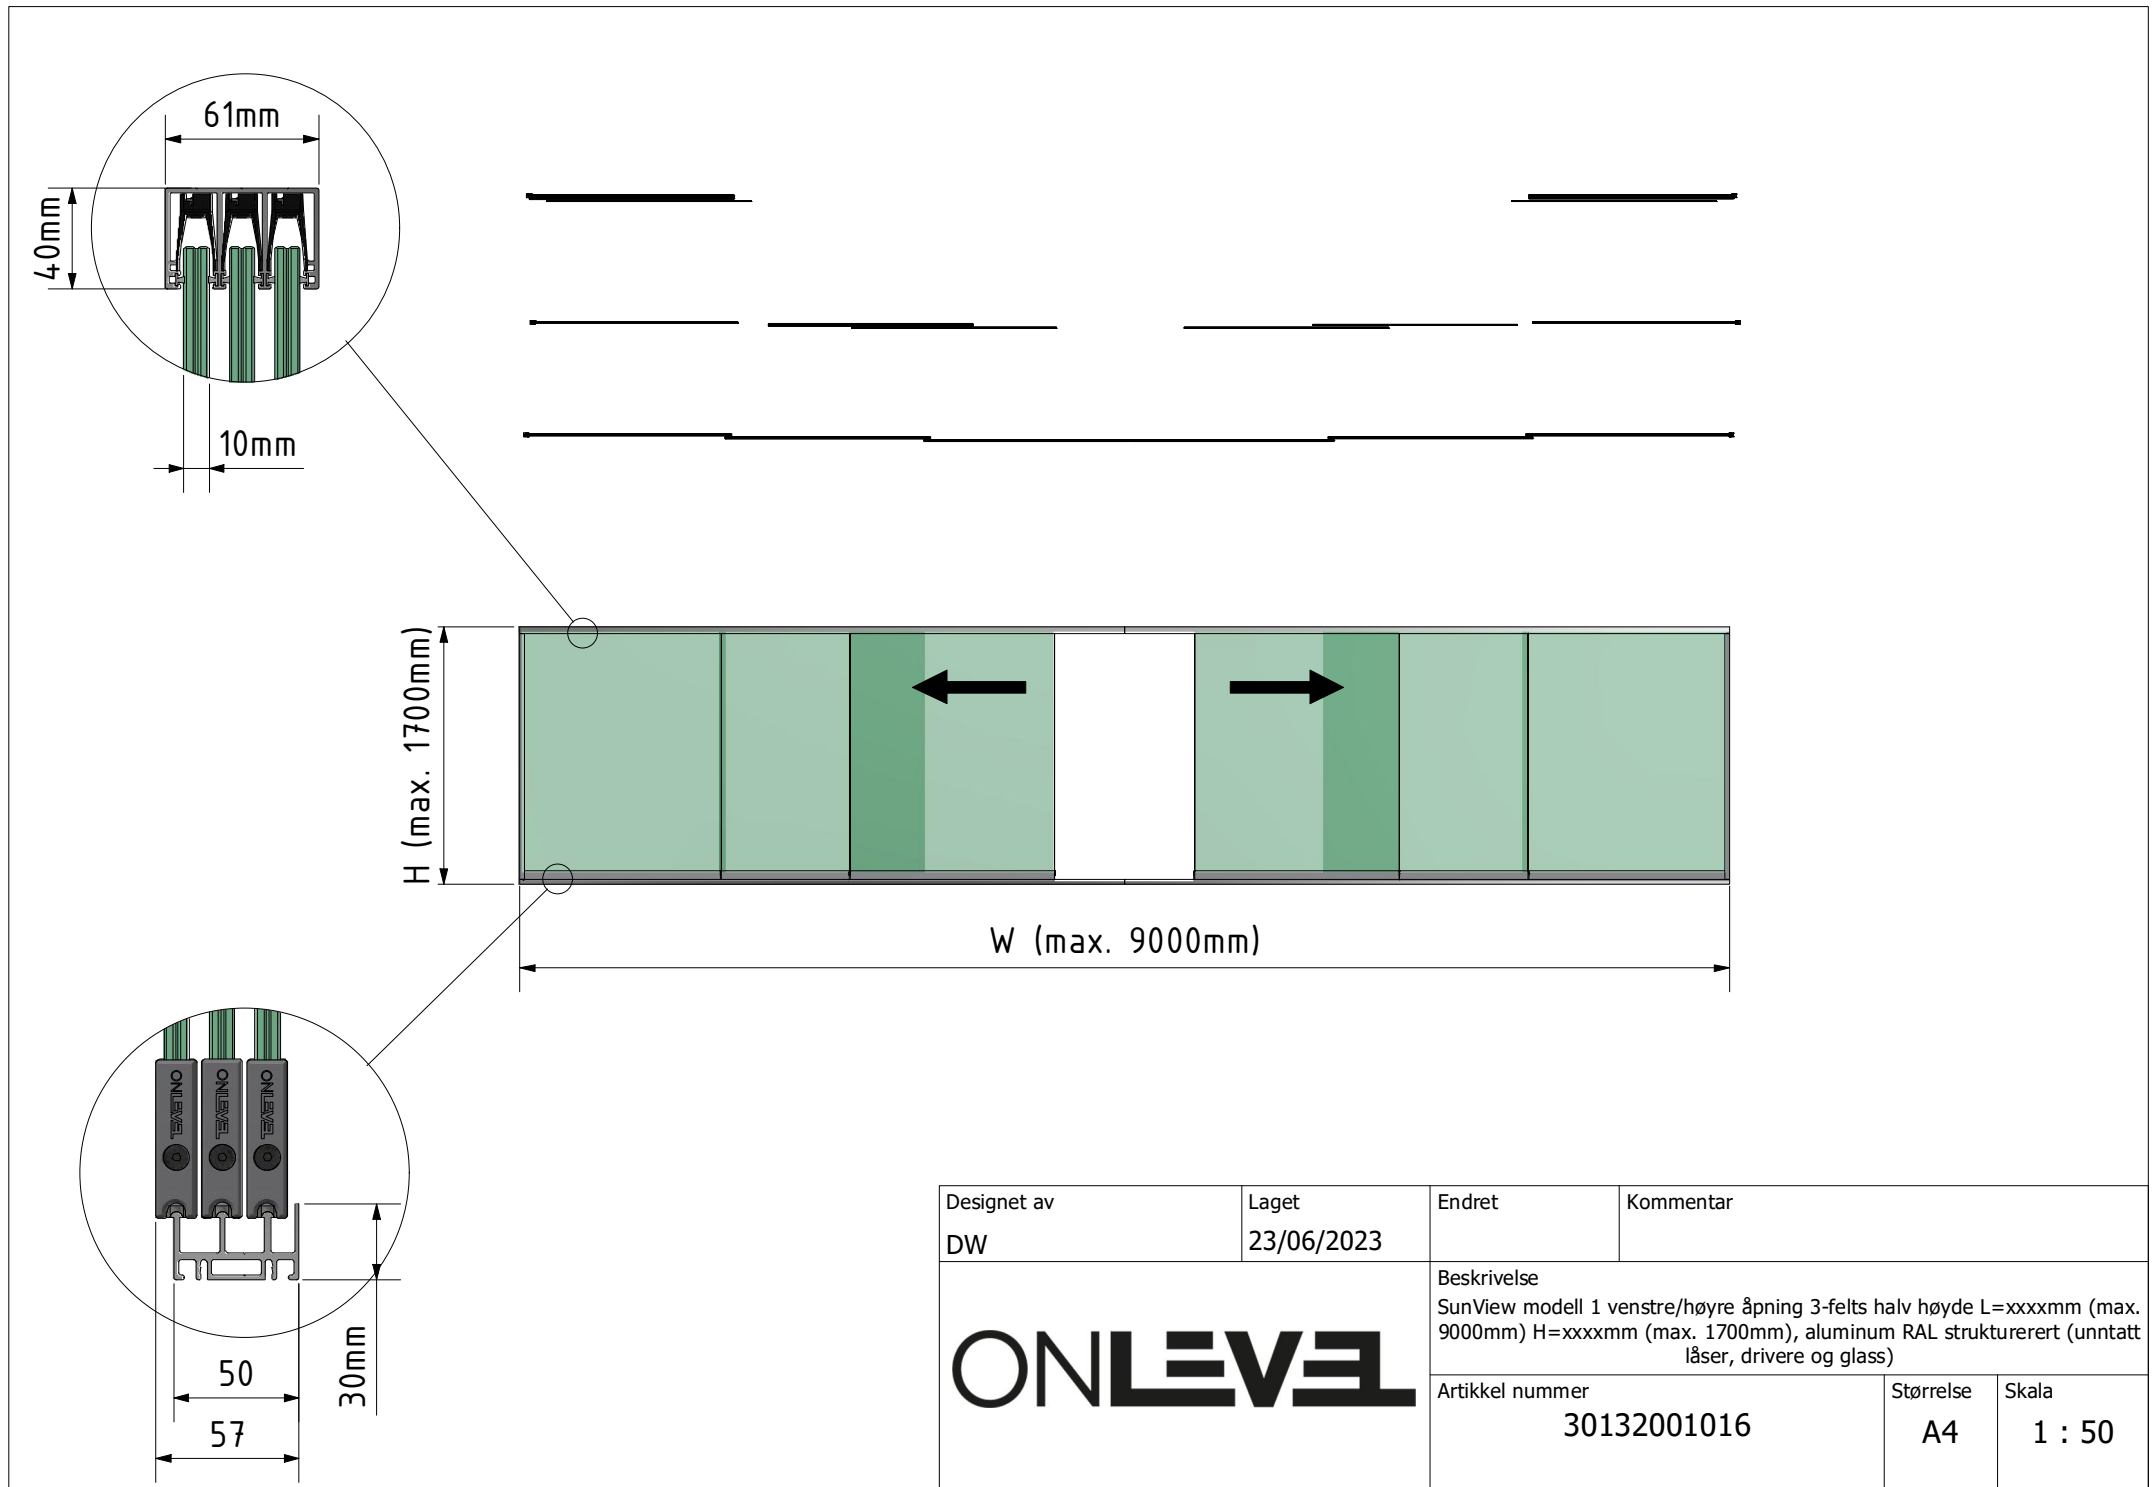 61mm
40mm
10mm
H (max. 1700mm)
W (max. 9000mm)
ONLEVEL
ONLEVEL
ONLEVEL
30mm
50
57
Designet av
DW
Laget
23/06/2023
Endret
Kommentar
ONLEVEL
Beskrivelse
SunView modell 1 venstre/høyre åpning 3-felts halv høyde L=xxxxmm (max.
9000mm) H=xxxxmm (max. 1700mm), aluminum RAL strukturerert (unntatt
låser, drivere og glass)
Artikkel nummer
30132001016
Størrelse
A4
Skala
1 : 50